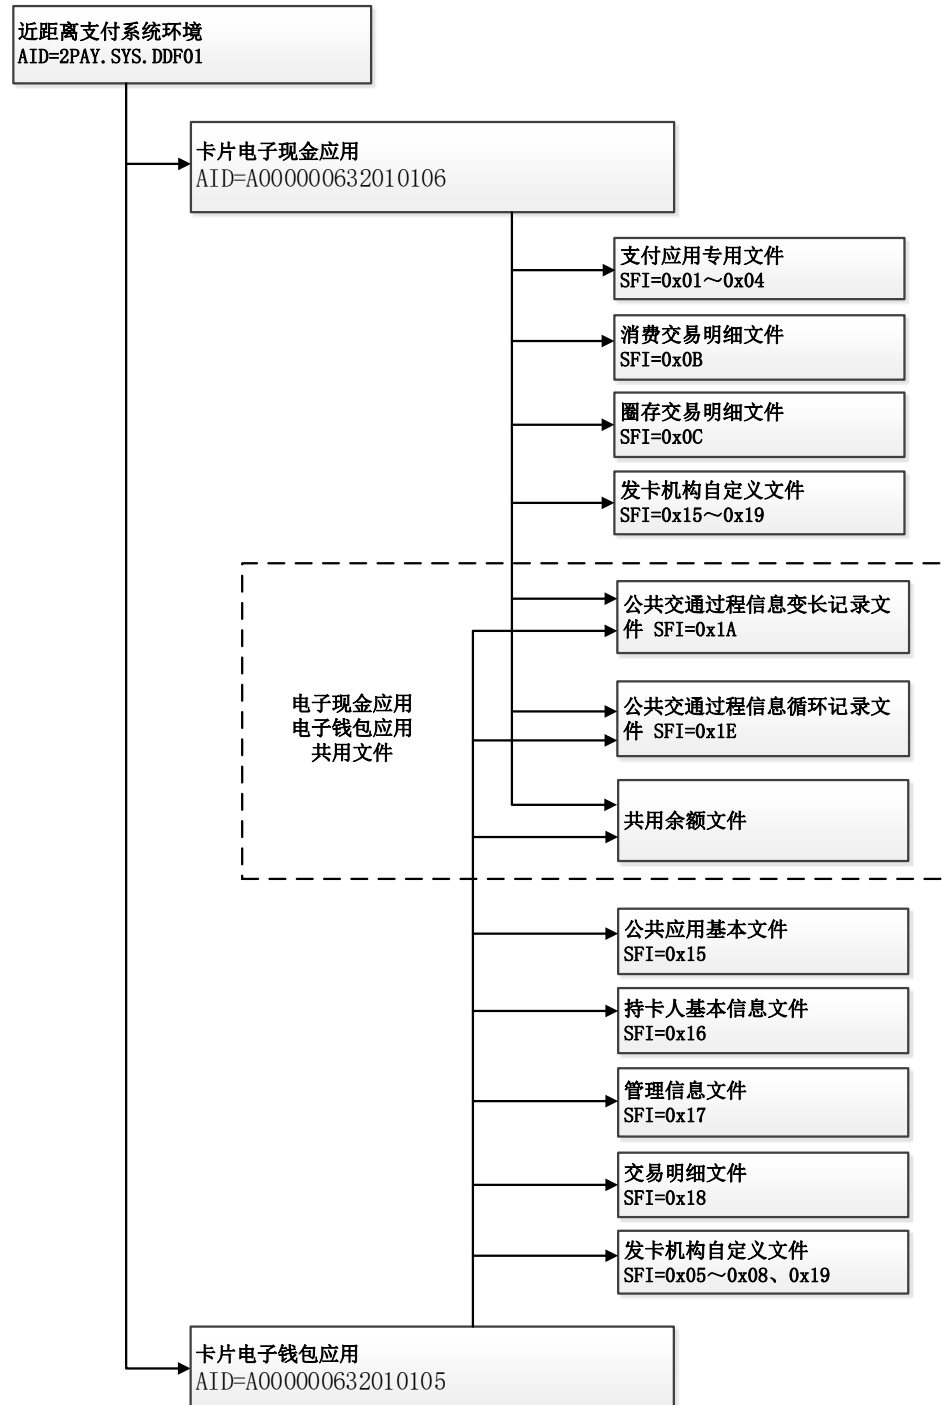 近距离支付系统环境
AID=2PAY.SYS.DDF01
卡片电子现金应用
AID=A000000632010106
支付应用专用文件
SFI=0x01～0x04
消费交易明细文件
SFI=0x0B
圈存交易明细文件
SFI=0x0C
发卡机构自定义文件
SFI=0x15～0x19
公共交通过程信息变长记录文
件 SFI=0x1A
电子现金应用
电子钱包应用
共用文件
公共交通过程信息循环记录文
件 SFI=0x1E
共用余额文件
公共应用基本文件
SFI=0x15
持卡人基本信息文件
SFI=0x16
管理信息文件
SFI=0x17
交易明细文件
SFI=0x18
发卡机构自定义文件
SFI=0x05～0x08、0x19
卡片电子钱包应用
AID=A000000632010105